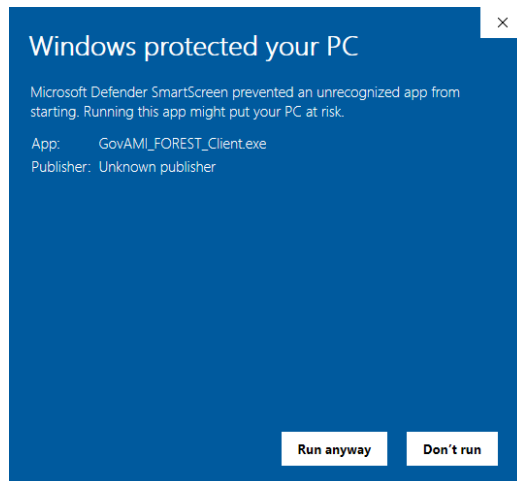 Windows protected your PC
Microsoft Defender SmartScreen prevented an unrecognized app from
starting. Running this app might put your PC at risk.
App: GovAMI_FOREST_Client.exe
Publisher: Unknown publisher
Run anyway Don’t run